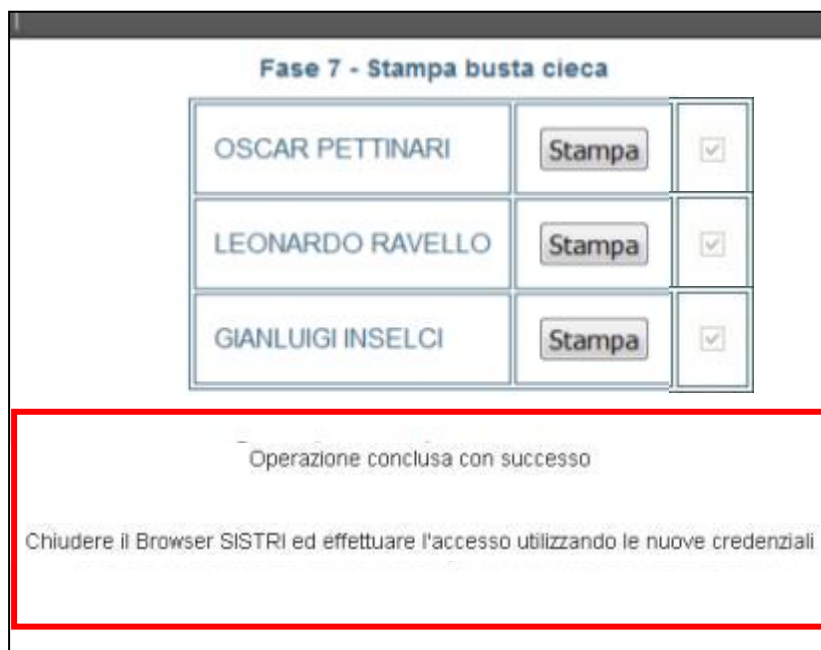 Fase 7 - Stampa busta cieca
OSCAR PETTINARI Stampa
LEONARDO RAVELLO Stampa
GIANLUIGI INSELCI Stampa
Operazione conclusa con successo
Chiudere il Browser SISTRI ed effettuare l'accesso utilizzando le nuove credenziali